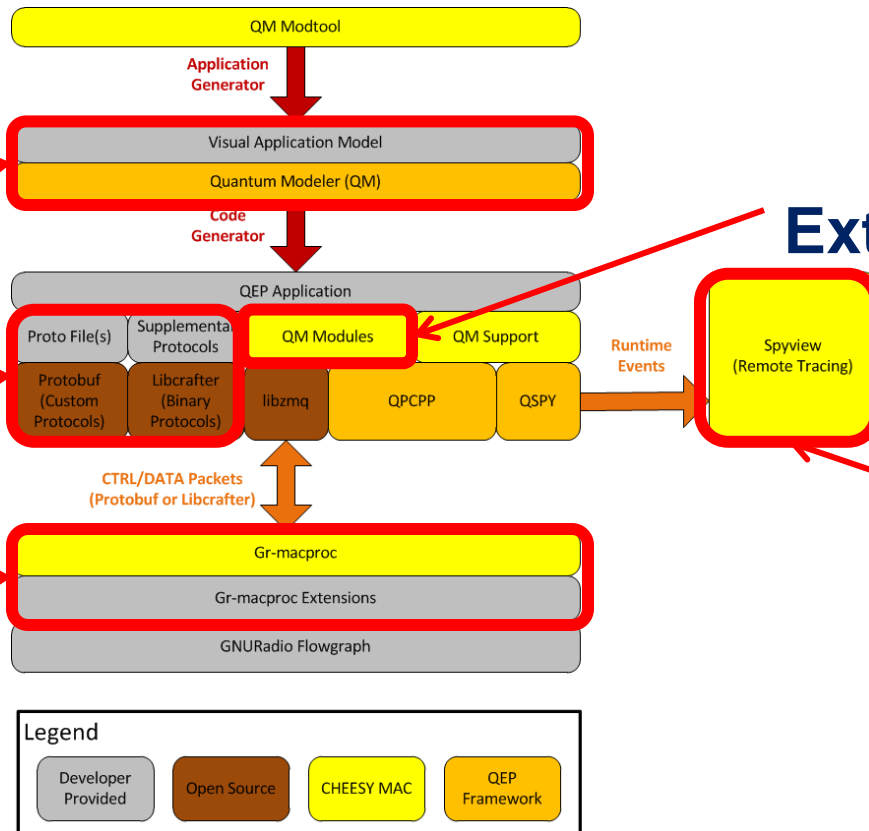 QM Modtool
Application
Generator
Visual Application Model
Quantum Modeler (QM)
Code
Generator
Ext
QEP Application
Proto File(s)
Supplemental
Protocols
QM Modules
QM Support
Protobuf
(Custom
Protocols)
Libcrafter
(Binary
Protocols)
libzmq
QPCPP
QSPY
Runtime
Events
Spyview
(Remote Tracing)
CTRL/DATA Packets
(Protobuf or Libcrafter)
Gr-macproc
Gr-macproc Extensions
GNURadio Flowgraph
Legend
Developer
Provided
Open Source
CHEESY MAC
QEP
Framework